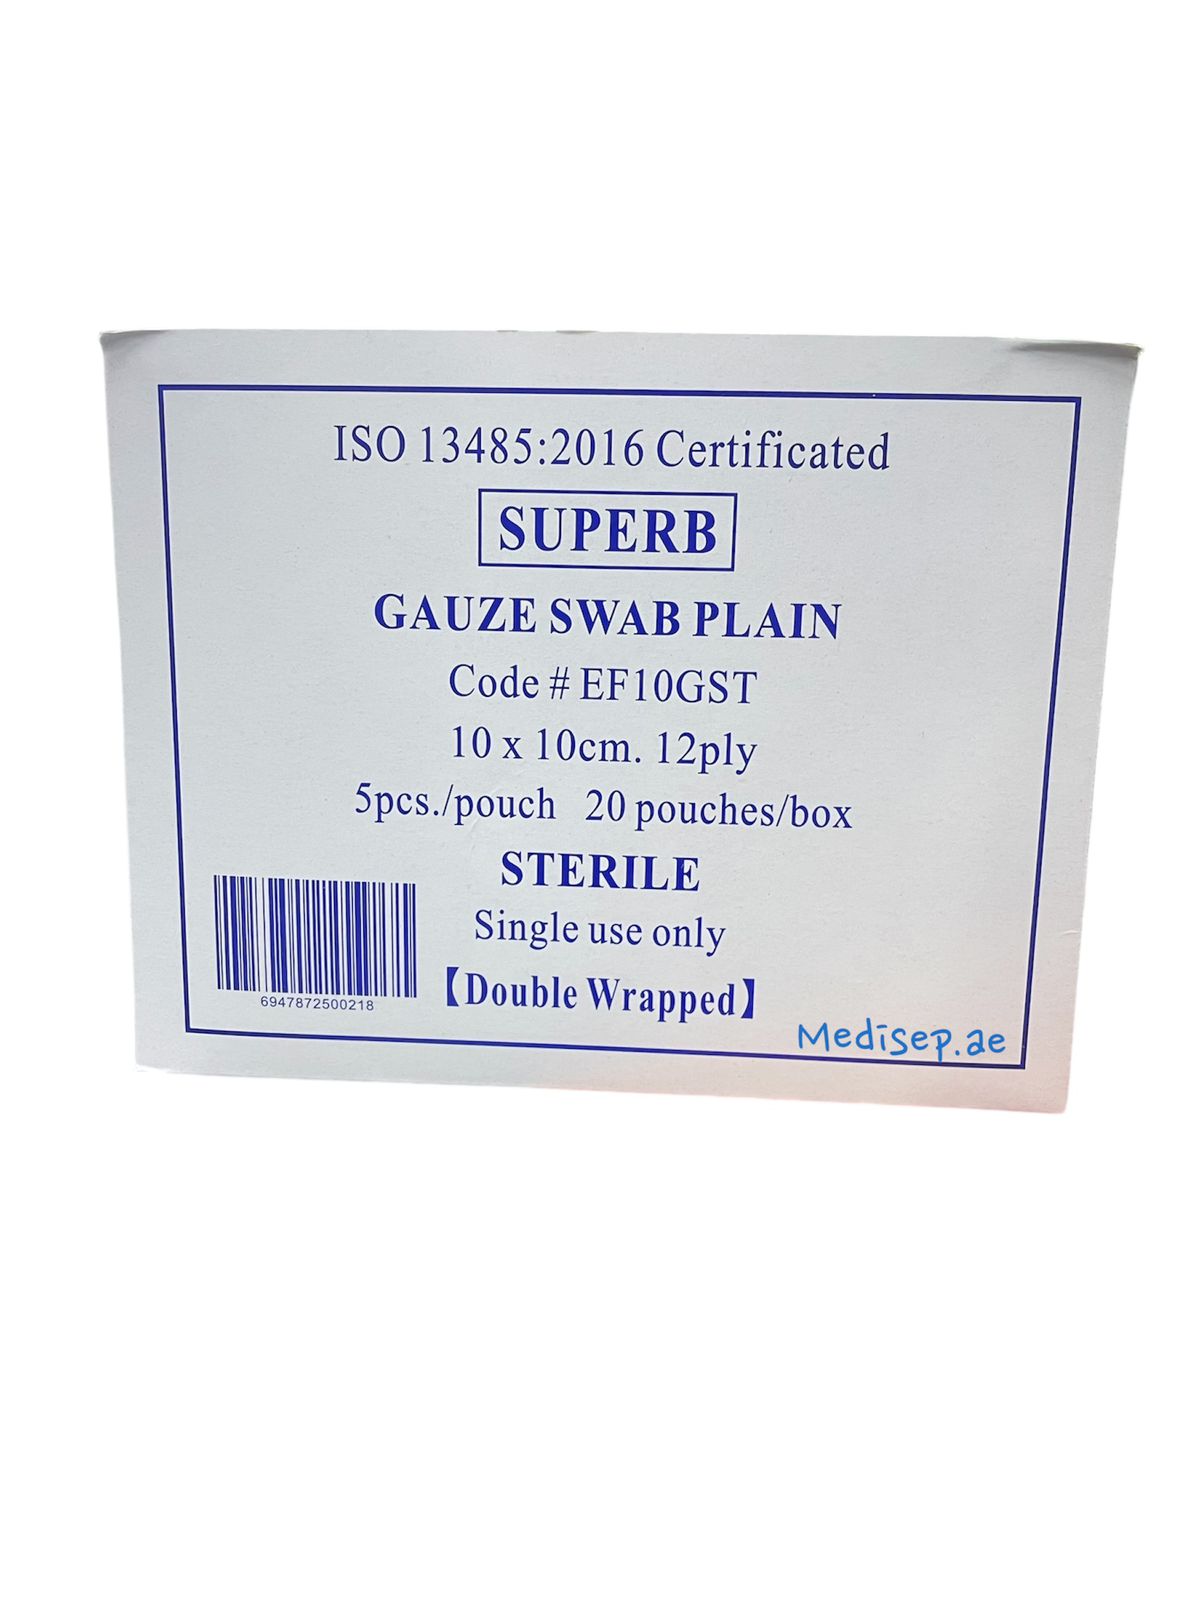 ISO 13485:2016 Certificated
SUPERB
GAUZE SWAB PLAIN
Code # EF10GST
10 x 10cm. 12ply
5pcs./pouch 20 pouches/box
STERILE
Single use only
【Double Wrapped】
6947872500218
Medisep.ae